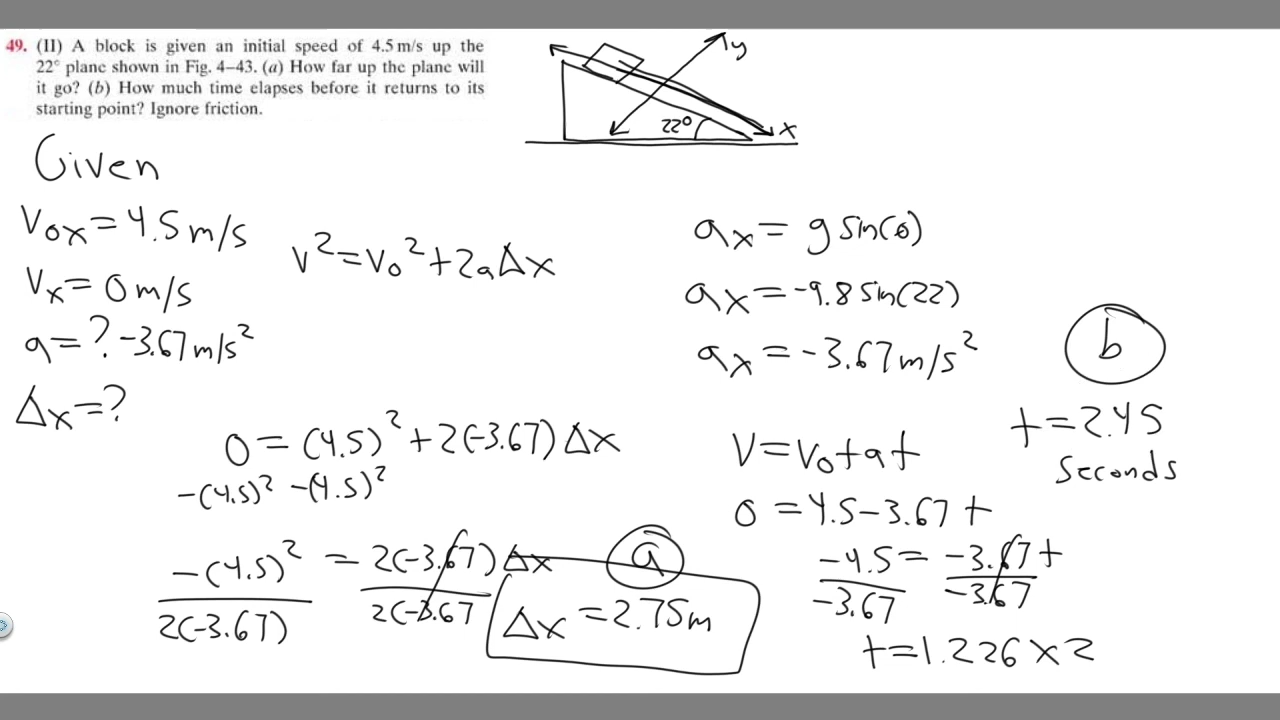 49. (II) A block is given an initial speed of 4.5 m/s up the
22° plane shown in Fig. 4–43. (a) How far up the plane will
it go? (b) How much time elapses before it returns to its
starting point? Ignore friction.
y
22°
x
Given
Vox = 4.5 m/s
Vx = 0 m/s
a = ? -3.67 m/s²
Δx = ?
v² = v₀² + 2aΔx
0 = (4.5)² + 2(-3.67) Δx
-(4.5)² -(4.5)²
-(4.5)² = 2(-3.67) Δx
2(-3.67) 2(-3.67
a
Δx = 2.75m
ax = g sin(θ)
ax = -9.8 sin(22)
ax = -3.67 m/s²
V = V₀ + at
0 = 4.5 - 3.67 t
-4.5 = -3.67 t
-3.67 -3.67
t = 1.226 x 2
b
t = 2.45
seconds